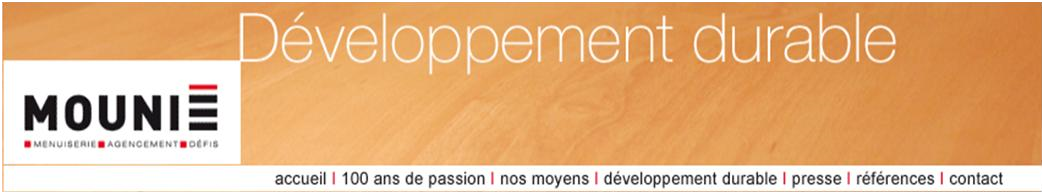 Développement durable
MOUNIE
MENUISERIE AGENCEMENT DÉFIS
accueil | 100 ans de passion | nos moyens | développement durable | presse | références | contact